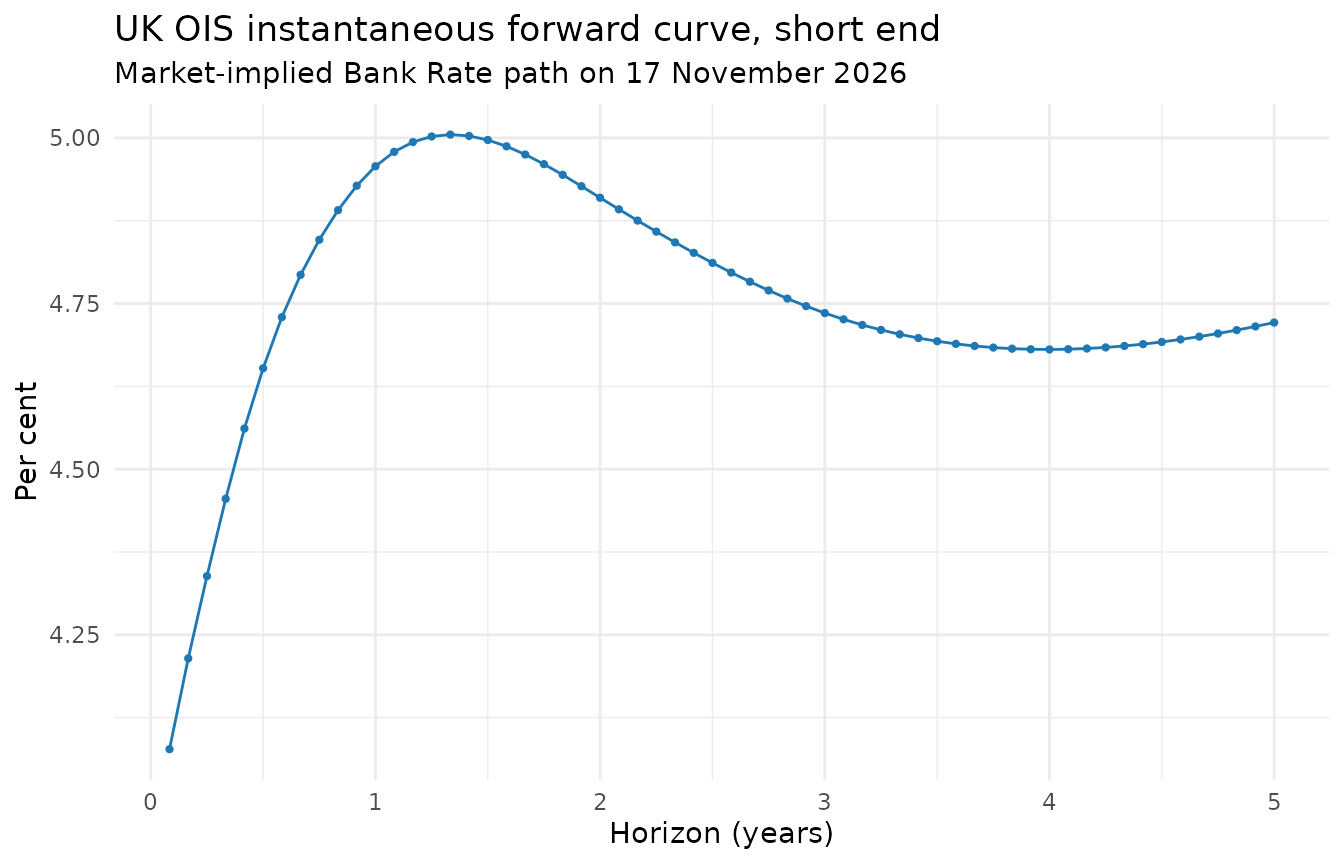 UK OIS instantaneous forward curve, short end
Market-implied Bank Rate path on 17 November 2026
Per cent
5.00
4.75
4.50
4.25
0 1 2 3 4 5
Horizon (years)